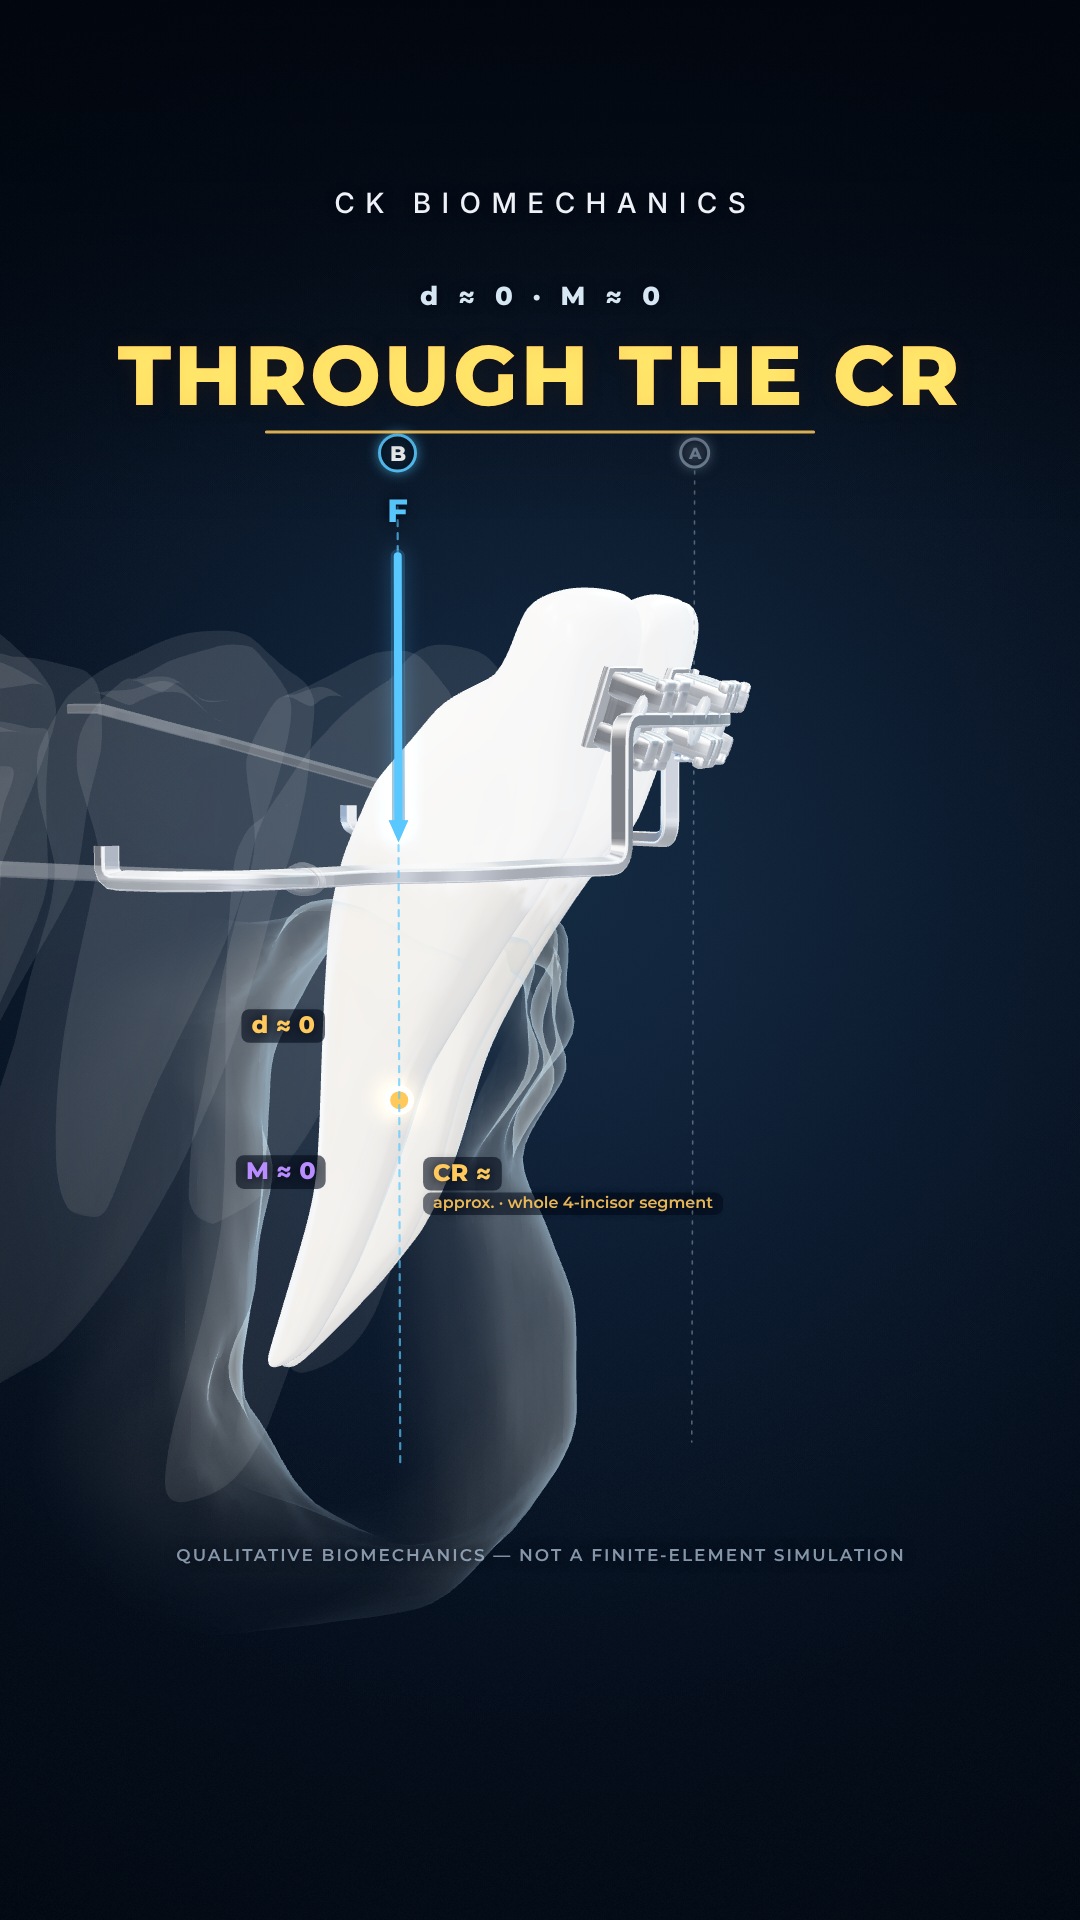 CK BIOMECHANICS
d ≈ 0 · M ≈ 0
THROUGH THE CR
B
A
F
d ≈ 0
M ≈ 0
CR ≈
approx. · whole 4-incisor segment
QUALITATIVE BIOMECHANICS — NOT A FINITE-ELEMENT SIMULATION